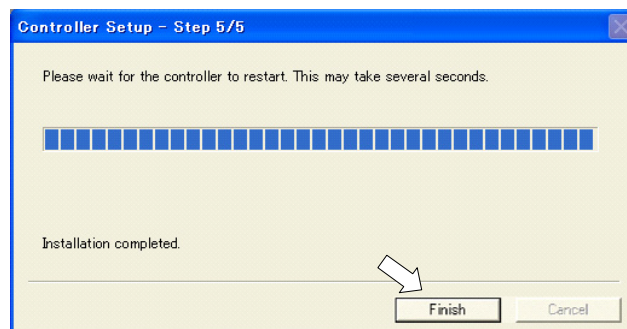 Controller Setup - Step 5/5
Please wait for the controller to restart. This may take several seconds.
Installation completed.
Finish
Cancel